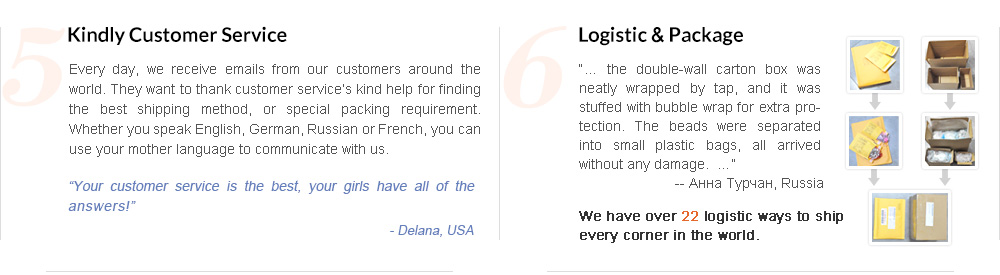 5
Kindly Customer Service
Every day, we receive emails from our customers around the
world. They want to thank customer service's kind help for finding
the best shipping method, or special packing requirement.
Whether you speak English, German, Russian or French, you can
use your mother language to communicate with us.
“Your customer service is the best, your girls have all of the
answers!”
- Delana, USA
6
Logistic & Package
“... the double-wall carton box was
neatly wrapped by tap, and it was
stuffed with bubble wrap for extra pro-
tection. The beads were separated
into small plastic bags, all arrived
without any damage. ...”
-- Анна Турчан, Russia
We have over 22 logistic ways to ship
every corner in the world.